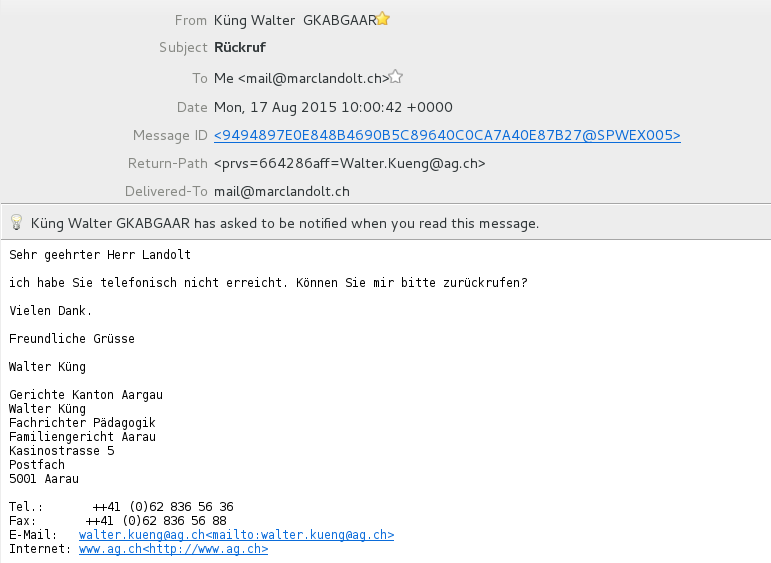 From Küng Walter GKABGAAR
Subject Rückruf
To Me <mail@marclandolt.ch>
Date Mon, 17 Aug 2015 10:00:42 +0000
Message ID <9494897E0E848B4690B5C89640C0CA7A40E87B27@SPWEX005>
Return-Path <prvs=664286aff=Walter.Kueng@ag.ch>
Delivered-To mail@marclandolt.ch
Küng Walter GKABGAAR has asked to be notified when you read this message.
Sehr geehrter Herr Landolt
ich habe Sie telefonisch nicht erreicht. Können Sie mir bitte zurückrufen?
Vielen Dank.
Freundliche Grüsse
Walter Küng
Gerichte Kanton Aargau
Walter Küng
Fachrichter Pädagogik
Familiengericht Aarau
Kasinostrasse 5
Postfach
5001 Aarau
Tel.: ++41 (0)62 836 56 36
Fax: ++41 (0)62 836 56 88
E-Mail: walter.kueng@ag.ch<mailto:walter.kueng@ag.ch>
Internet: www.ag.ch<http://www.ag.ch>